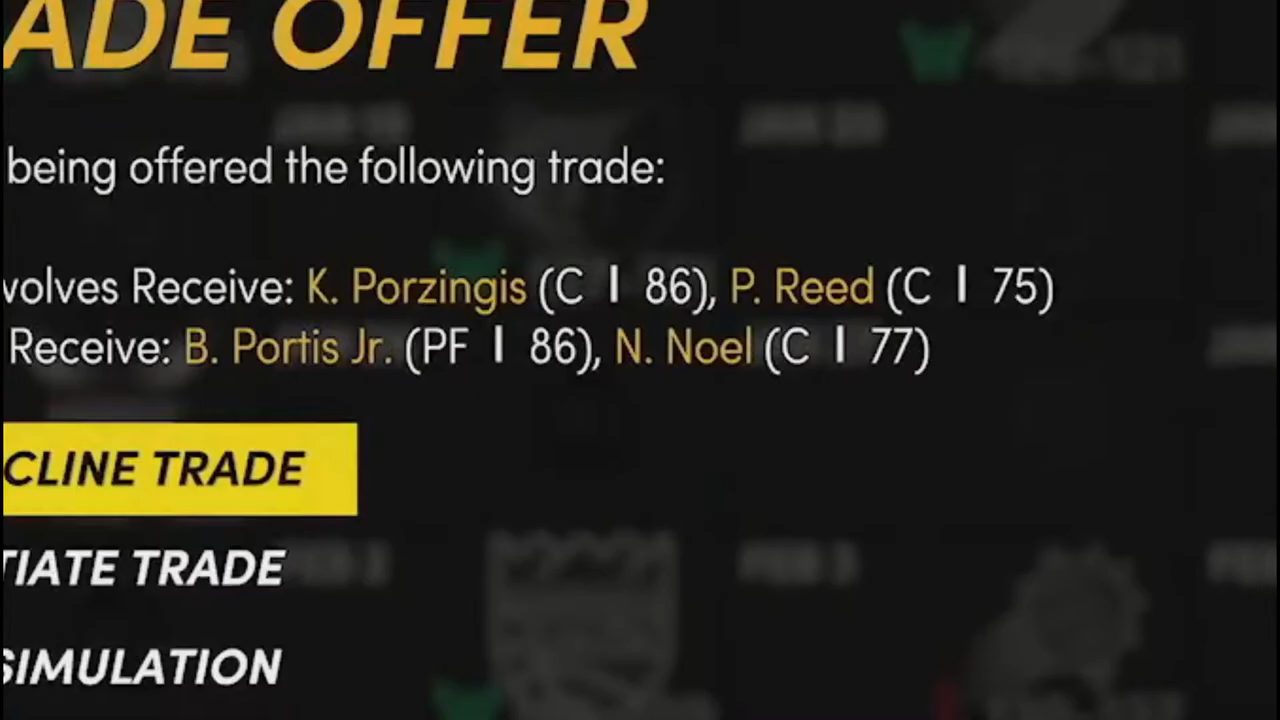 ADE OFFER
being offered the following trade:
volves Receive: K. Porzingis (C | 86), P. Reed (C | 75)
Receive: B. Portis Jr. (PF | 86), N. Noel (C | 77)
CLINE TRADE
TIATE TRADE
SIMULATION